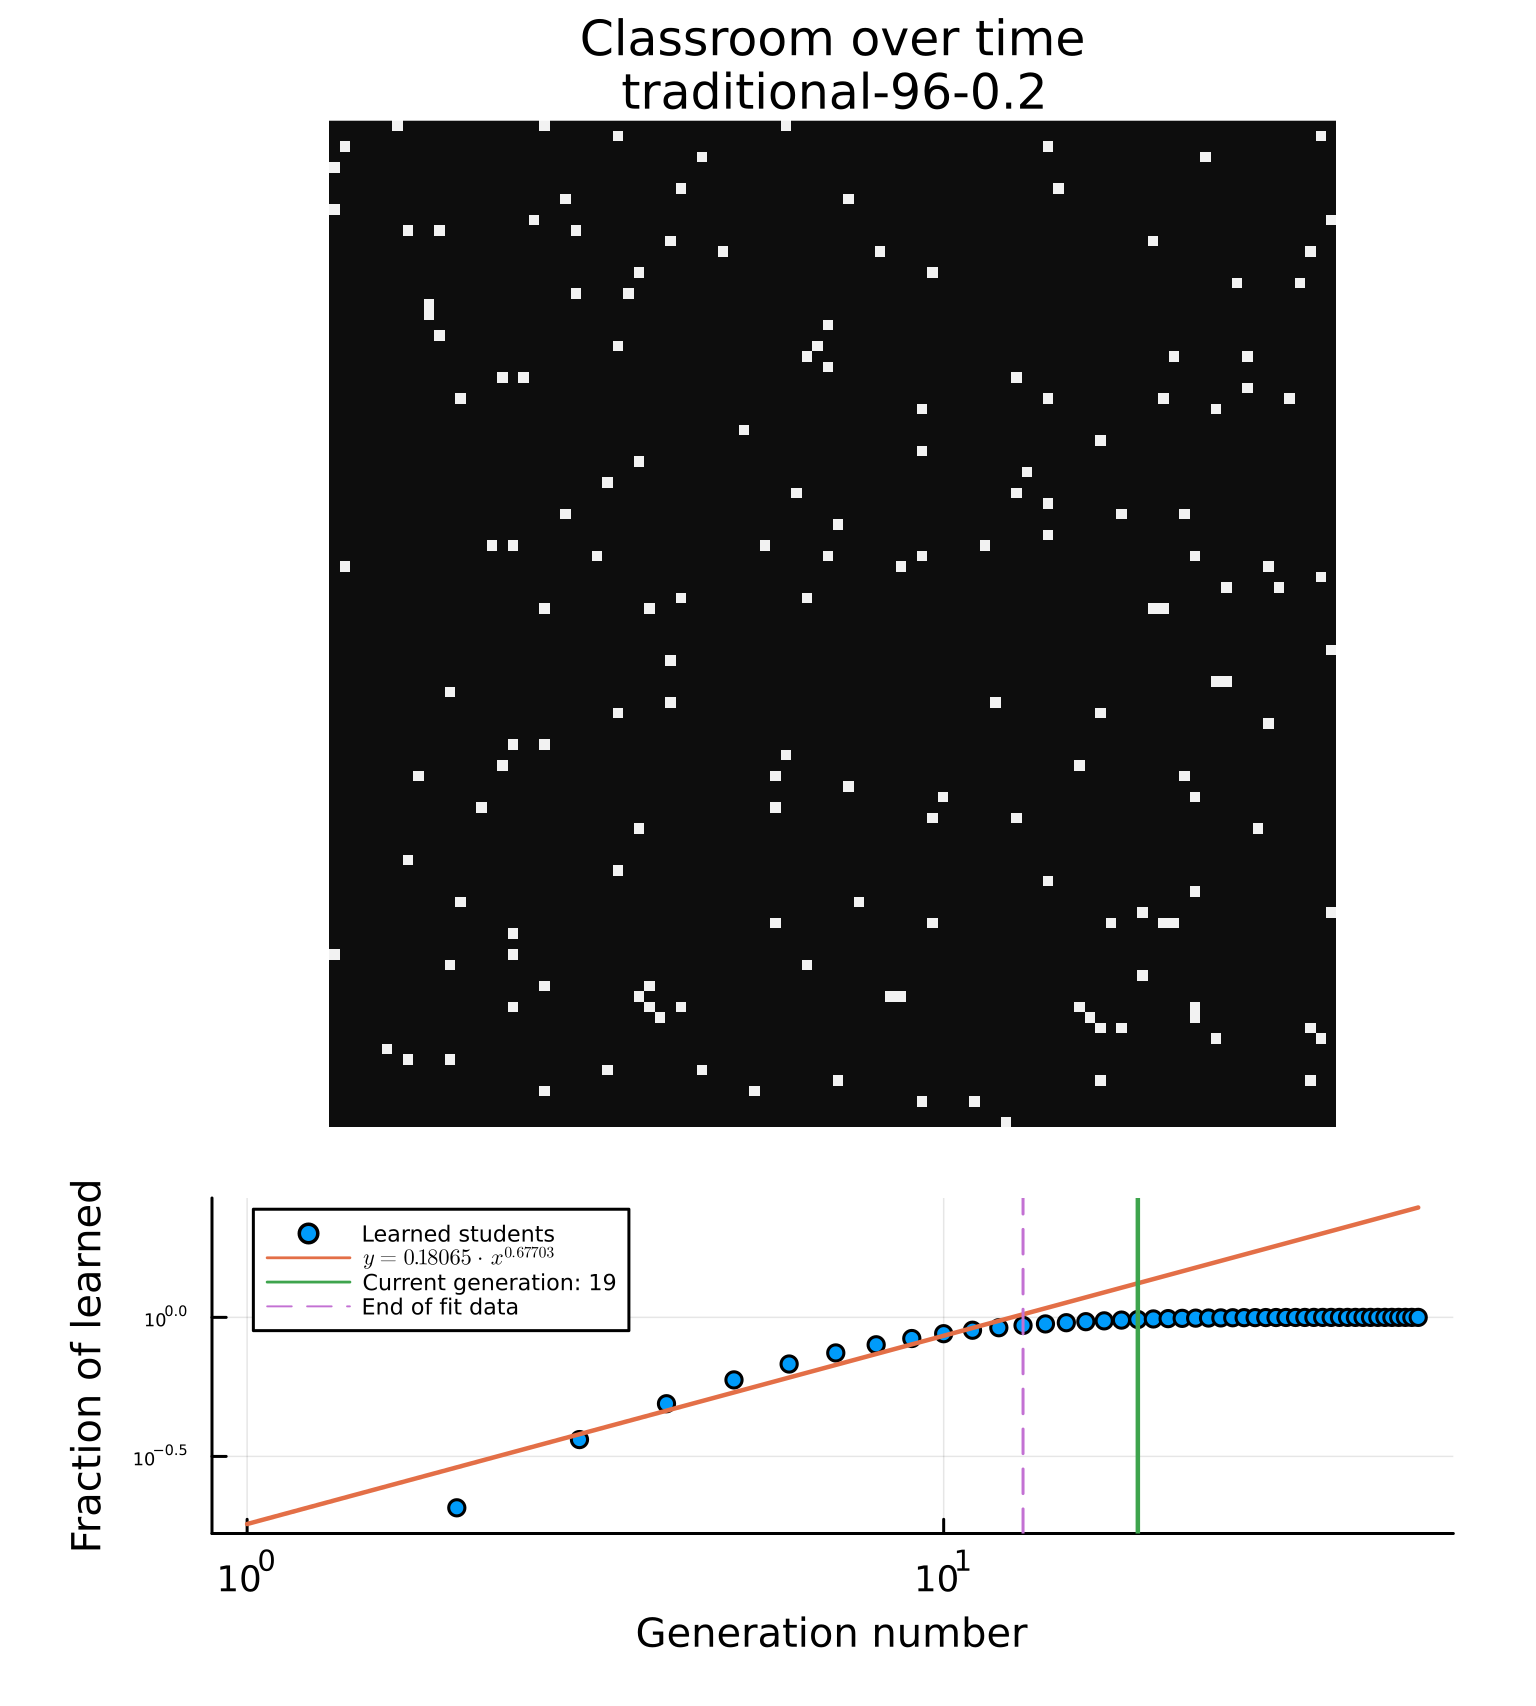 Classroom over time
traditional-96-0.2
Fraction of learned
Learned students
y = 0.18065 · x^0.67703
Current generation: 19
End of fit data
10^0.0
10^−0.5
10^0
10^1
Generation number